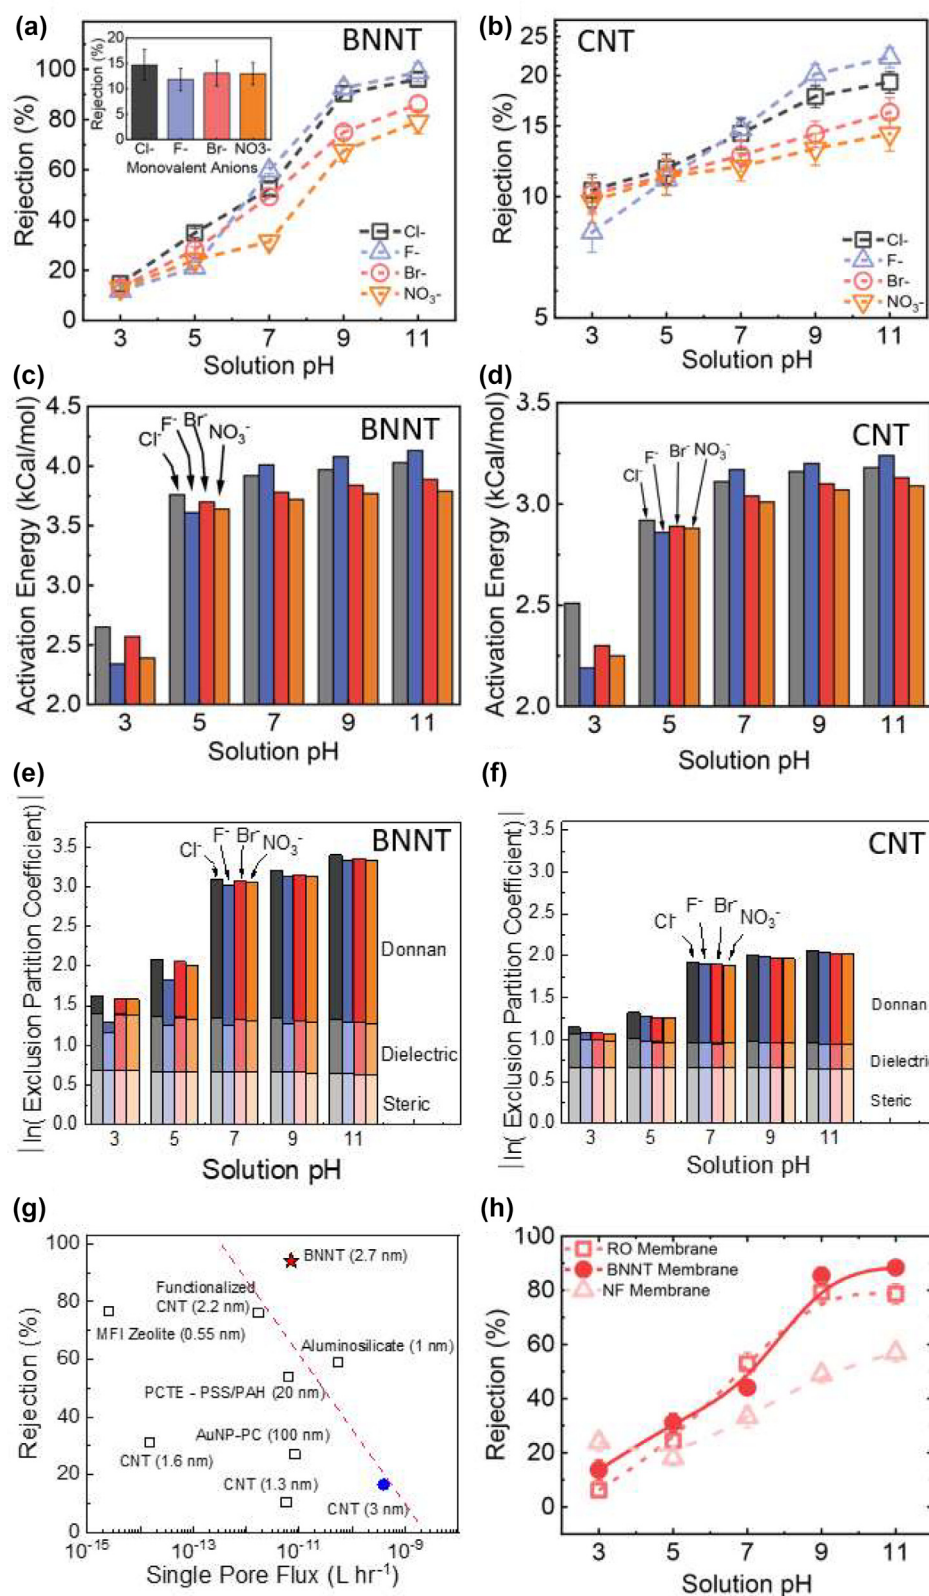 (a)
BNNT
Rejection (%)
100
80
60
40
20
0
Rejection (%)
20
15
10
5
0
Cl- F- Br- NO3-
Monovalent Anions
Cl-
F-
Br-
NO₃-
3 5 7 9 11
Solution pH
(b)
CNT
Rejection (%)
25
20
15
10
5
Cl-
F-
Br-
NO₃-
3 5 7 9 11
Solution pH
(c)
BNNT
Activation Energy (kCal/mol)
4.5
4.0
3.5
3.0
2.5
2.0
Cl⁻ F⁻ Br⁻ NO₃⁻
3 5 7 9 11
Solution pH
(d)
CNT
Activation Energy (kCal/mol)
3.5
3.0
2.5
2.0
Cl⁻ F⁻ Br⁻ NO₃⁻
3 5 7 9 11
Solution pH
(e)
BNNT
|ln( Exclusion Partition Coefficient)|
3.5
3.0
2.5
2.0
1.5
1.0
0.5
0.0
Cl⁻ F⁻ Br⁻ NO₃⁻
Donnan
Dielectric
Steric
3 5 7 9 11
Solution pH
(f)
CNT
|ln( Exclusion Partition Coefficient)|
3.5
3.0
2.5
2.0
1.5
1.0
0.5
0.0
Cl⁻ F⁻ Br⁻ NO₃⁻
Donnan
Dielectric
Steric
3 5 7 9 11
Solution pH
(g)
Rejection (%)
100
80
60
40
20
0
BNNT (2.7 nm)
Functionalized
CNT (2.2 nm)
MFI Zeolite (0.55 nm)
Aluminosilicate (1 nm)
PCTE - PSS/PAH (20 nm)
AuNP-PC (100 nm)
CNT (1.6 nm)
CNT (1.3 nm)
CNT (3 nm)
10⁻¹⁵ 10⁻¹³ 10⁻¹¹ 10⁻⁹
Single Pore Flux (L hr⁻¹)
(h)
Rejection (%)
100
80
60
40
20
0
RO Membrane
BNNT Membrane
NF Membrane
3 5 7 9 11
Solution pH